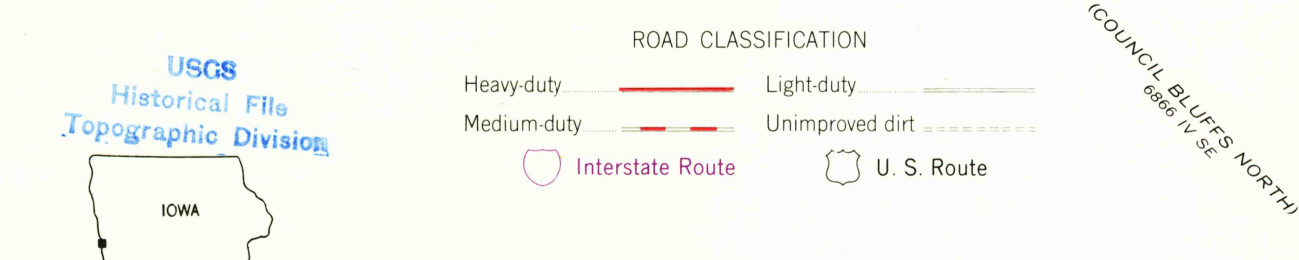 USGS
Historical File
Topographic Division
IOWA
ROAD CLASSIFICATION
Heavy-duty
Light-duty
Medium-duty
Unimproved dirt
Interstate Route
U. S. Route
(COUNCIL BLUFFS NORTH)
6866 IV SE